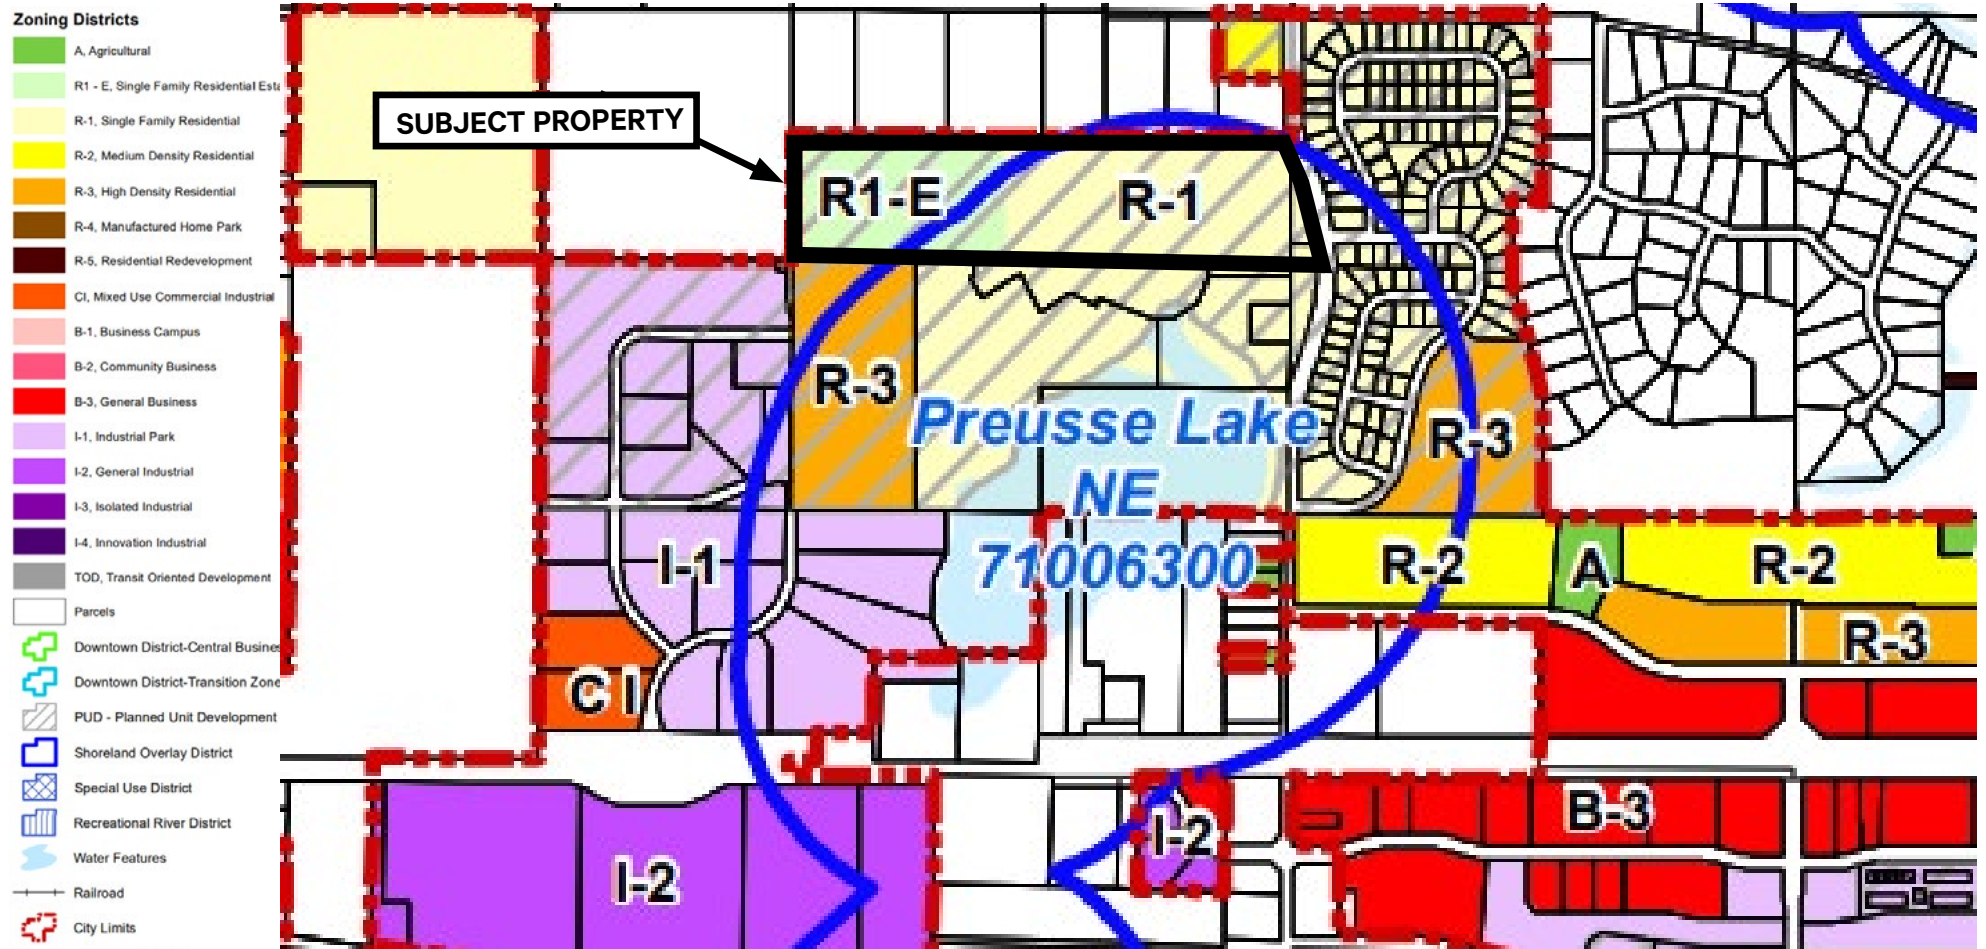 Zoning Districts
A, Agricultural
R1 - E, Single Family Residential Esta
R-1, Single Family Residential
R-2, Medium Density Residential
R-3, High Density Residential
R-4, Manufactured Home Park
R-5, Residential Redevelopment
CI, Mixed Use Commercial Industrial
B-1, Business Campus
B-2, Community Business
B-3, General Business
I-1, Industrial Park
I-2, General Industrial
I-3, Isolated Industrial
I-4, Innovation Industrial
TOD, Transit Oriented Development
Parcels
Downtown District-Central Busine
Downtown District-Transition Zone
PUD - Planned Unit Development
Shoreland Overlay District
Special Use District
Recreational River District
Water Features
Railroad
City Limits
SUBJECT PROPERTY
R1-E
R-1
R-3
Preusse Lake
NE
71006300
R-3
I-1
R-2
A
R-2
R-3
C I
I-2
I-2
B-3